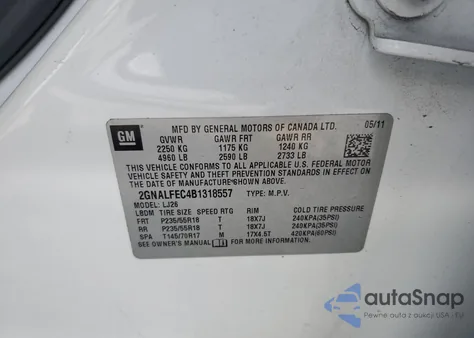 GM
MFD BY GENERAL MOTORS OF CANADA LTD.
05/11
GVWR GAWR FRT GAWR RR
2250 KG 1175 KG 1240 KG
4960 LB 2590 LB 2733 LB
THIS VEHICLE CONFORMS TO ALL APPLICABLE U.S. FEDERAL MOTOR
VEHICLE SAFETY AND THEFT PREVENTION STANDARDS IN EFFECT ON
THE DATE OF MANUFACTURE SHOWN ABOVE.
2GNALFEC4B1318557 TYPE: M.P.V.
MODEL: LJ26
LBDM TIRE SIZE SPEED RTG RIM COLD TIRE PRESSURE
FRT P235/55R18 T 18X7J 240KPA(35PSI)
RR P235/55R18 T 18X7J 240KPA(35PSI)
SPA T145/70R17 M 17X4.5T 420KPA(60PSI)
SEE OWNER'S MANUAL FOR MORE INFORMATION.
autoSnap
Pewne auta z USA